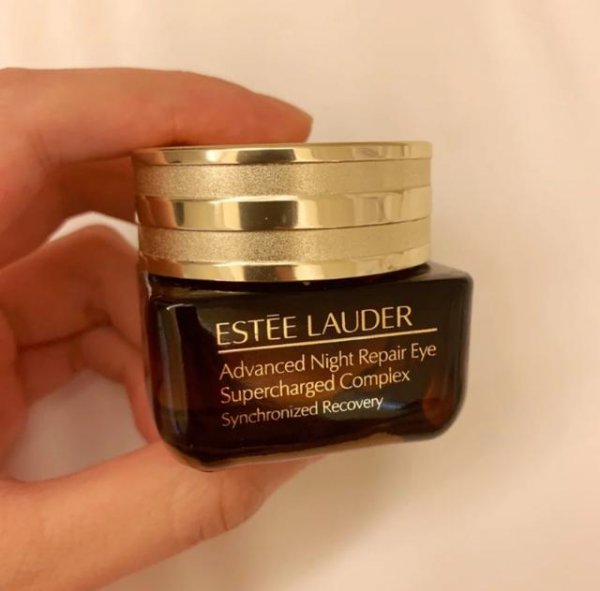 ESTĒE LAUDER
Advanced Night Repair Eye
Supercharged Complex
Synchronized Recovery